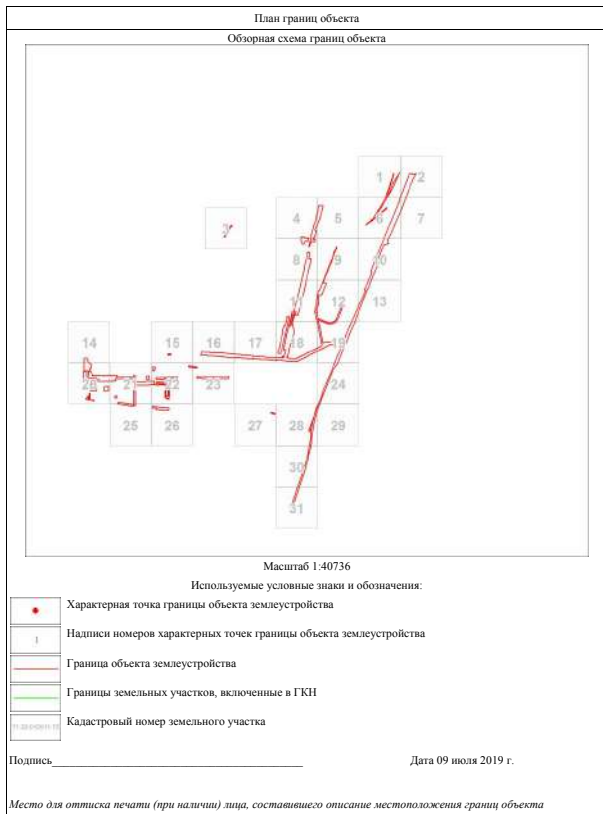 План границ объекта
Обзорная схема границ объекта
1 2
4 5 6 7
8 9 10
12 13
14 15 16 17 18 19
20 21 22 23 24
25 26 27 28 29
30
31
Масштаб 1:40736
Используемые условные знаки и обозначения:
Характерная точка границы объекта землеустройства
1 Надписи номеров характерных точек границы объекта землеустройства
Граница объекта землеустройства
Границы земельных участков, включенные в ГКН
Кадастровый номер земельного участка
Подпись Дата 09 июля 2019 г.
Место для оттиска печати (при наличии) лица, составившего описание местоположения границ объекта